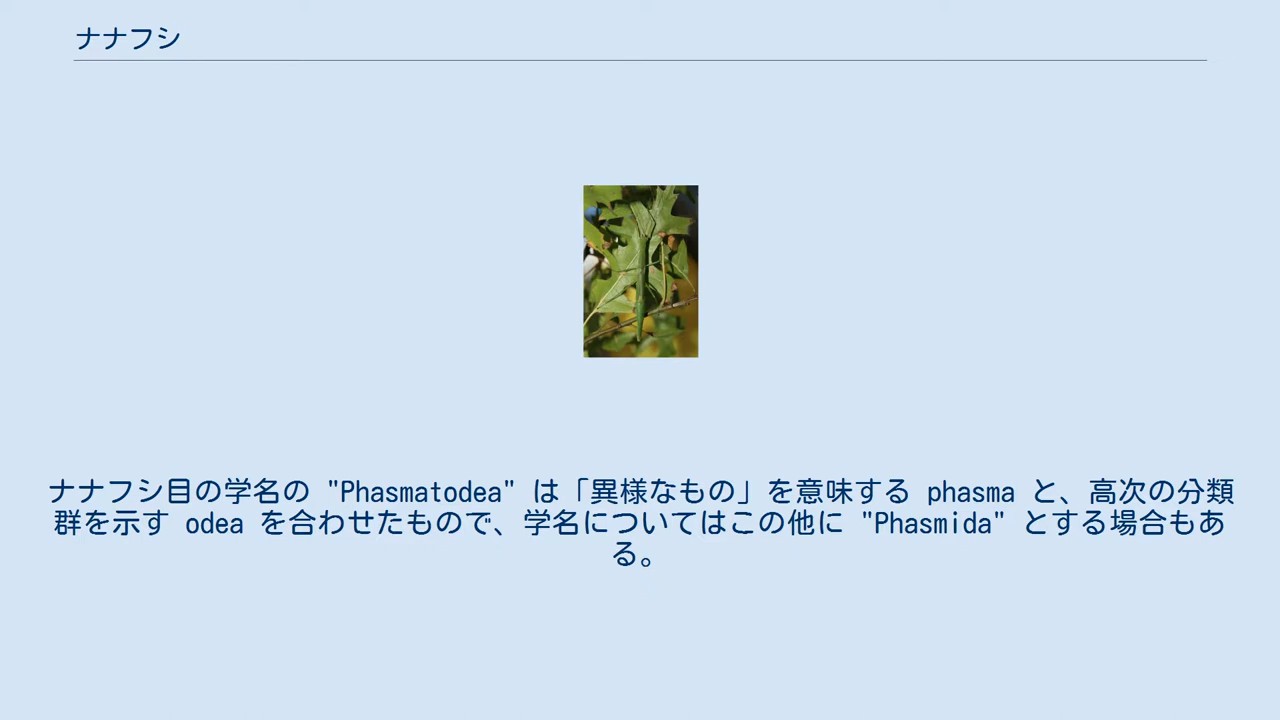 ナナフシ
ナナフシ目の学名の "Phasmatodea" は「異様なもの」を意味する phasma と、高次の分類
群を示す odea を合わせたもので、学名についてはこの他に "Phasmida" とする場合もあ
る。